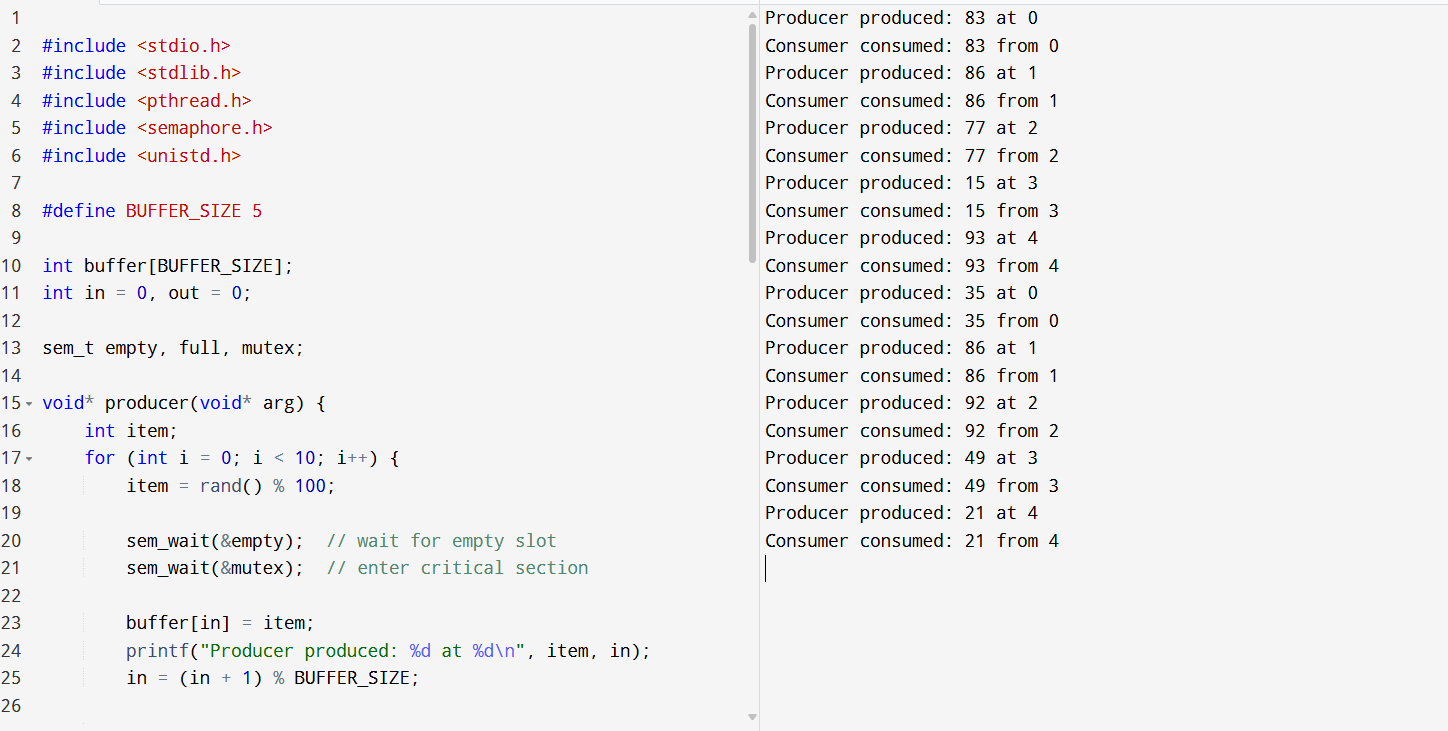 1
2 #include <stdio.h>
3 #include <stdlib.h>
4 #include <pthread.h>
5 #include <semaphore.h>
6 #include <unistd.h>
7
8 #define BUFFER_SIZE 5
9
10 int buffer[BUFFER_SIZE];
11 int in = 0, out = 0;
12
13 sem_t empty, full, mutex;
14
15 void* producer(void* arg) {
16     int item;
17     for (int i = 0; i < 10; i++) {
18         item = rand() % 100;
19
20         sem_wait(&empty);  // wait for empty slot
21         sem_wait(&mutex);  // enter critical section
22
23         buffer[in] = item;
24         printf("Producer produced: %d at %d\n", item, in);
25         in = (in + 1) % BUFFER_SIZE;
26
Producer produced: 83 at 0
Consumer consumed: 83 from 0
Producer produced: 86 at 1
Consumer consumed: 86 from 1
Producer produced: 77 at 2
Consumer consumed: 77 from 2
Producer produced: 15 at 3
Consumer consumed: 15 from 3
Producer produced: 93 at 4
Consumer consumed: 93 from 4
Producer produced: 35 at 0
Consumer consumed: 35 from 0
Producer produced: 86 at 1
Consumer consumed: 86 from 1
Producer produced: 92 at 2
Consumer consumed: 92 from 2
Producer produced: 49 at 3
Consumer consumed: 49 from 3
Producer produced: 21 at 4
Consumer consumed: 21 from 4